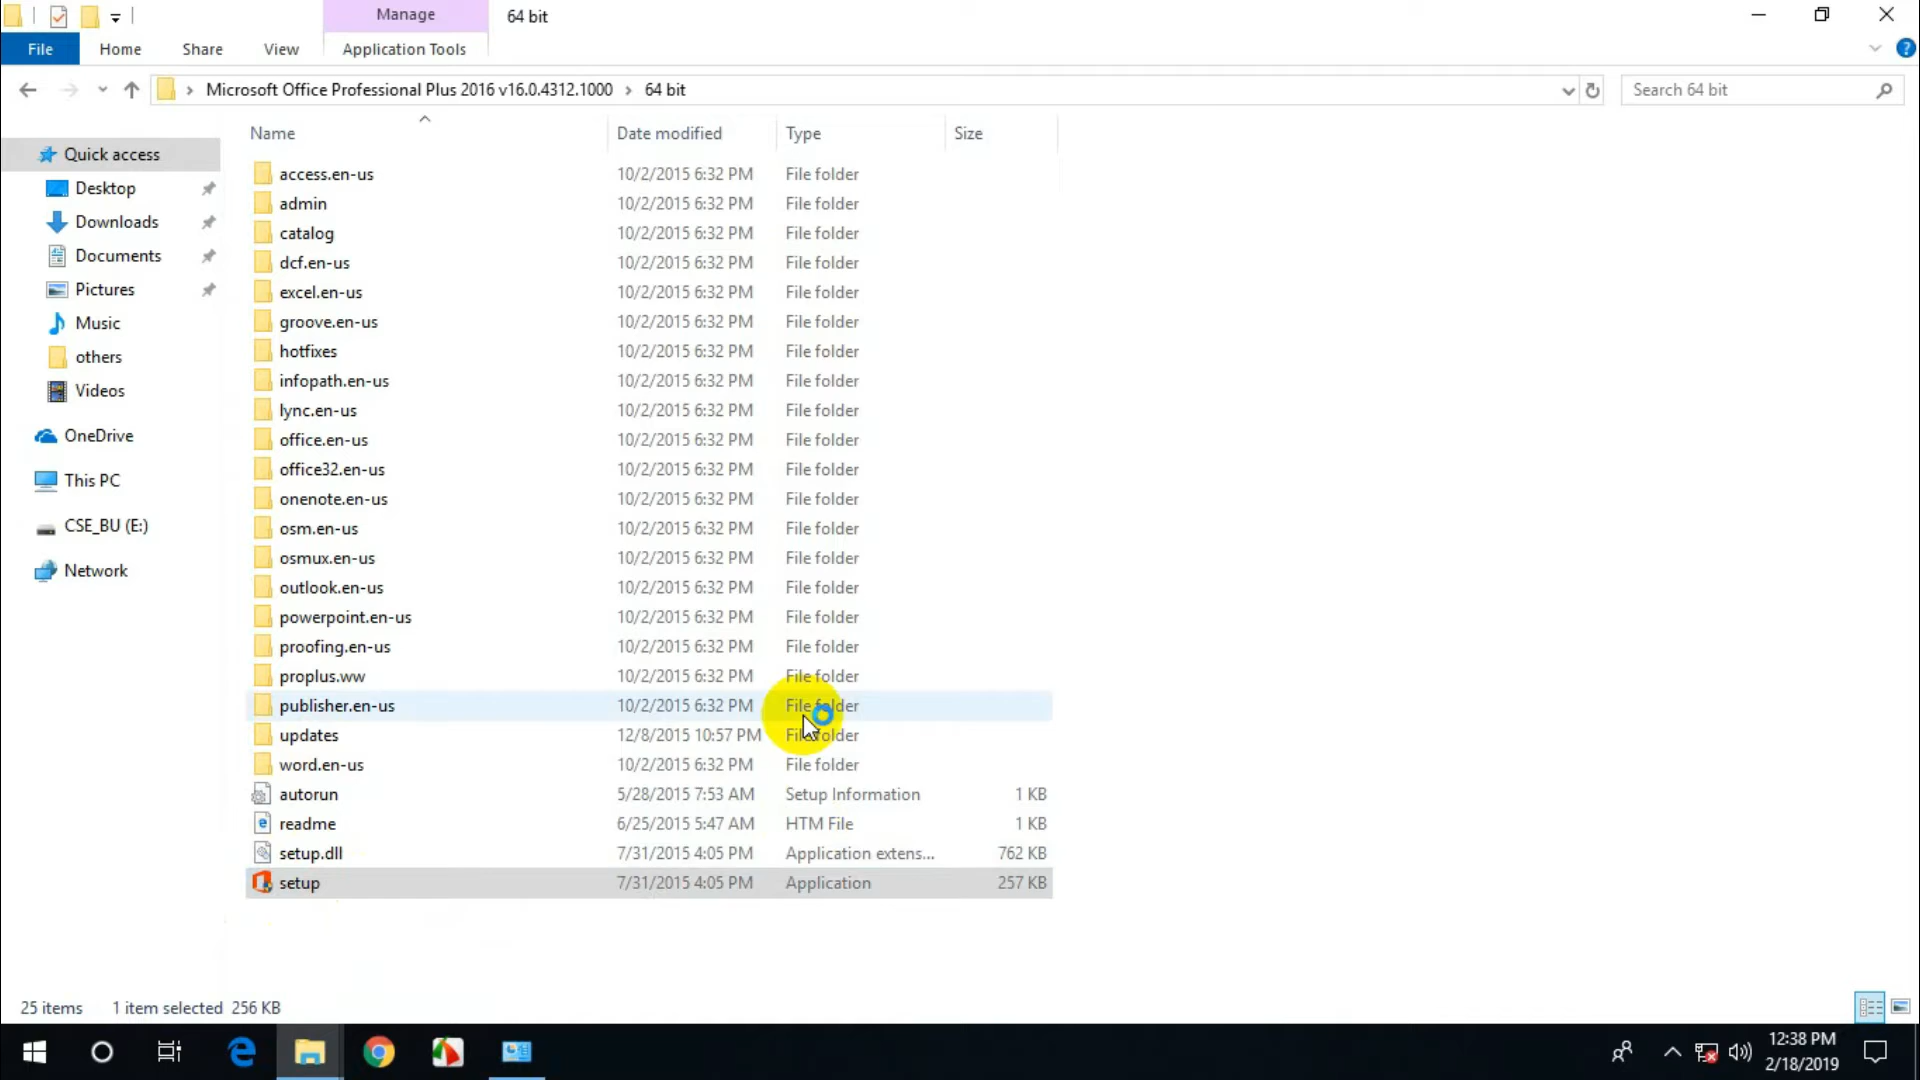 Manage
64 bit
File
Home
Share
View
Application Tools
?
Microsoft Office Professional Plus 2016 v16.0.4312.1000 › 64 bit
Search 64 bit
Name
Date modified
Type
Size
Quick access
Desktop
Downloads
Documents
Pictures
Music
others
Videos
OneDrive
This PC
CSE_BU (E:)
Network
access.en-us 10/2/2015 6:32 PM File folder
admin 10/2/2015 6:32 PM File folder
catalog 10/2/2015 6:32 PM File folder
dcf.en-us 10/2/2015 6:32 PM File folder
excel.en-us 10/2/2015 6:32 PM File folder
groove.en-us 10/2/2015 6:32 PM File folder
hotfixes 10/2/2015 6:32 PM File folder
infopath.en-us 10/2/2015 6:32 PM File folder
lync.en-us 10/2/2015 6:32 PM File folder
office.en-us 10/2/2015 6:32 PM File folder
office32.en-us 10/2/2015 6:32 PM File folder
onenote.en-us 10/2/2015 6:32 PM File folder
osm.en-us 10/2/2015 6:32 PM File folder
osmux.en-us 10/2/2015 6:32 PM File folder
outlook.en-us 10/2/2015 6:32 PM File folder
powerpoint.en-us 10/2/2015 6:32 PM File folder
proofing.en-us 10/2/2015 6:32 PM File folder
proplus.ww 10/2/2015 6:32 PM File folder
publisher.en-us 10/2/2015 6:32 PM File folder
updates 12/8/2015 10:57 PM File folder
word.en-us 10/2/2015 6:32 PM File folder
autorun 5/28/2015 7:53 AM Setup Information 1 KB
readme 6/25/2015 5:47 AM HTM File 1 KB
setup.dll 7/31/2015 4:05 PM Application extens... 762 KB
setup 7/31/2015 4:05 PM Application 257 KB
25 items 1 item selected 256 KB
12:38 PM
2/18/2019